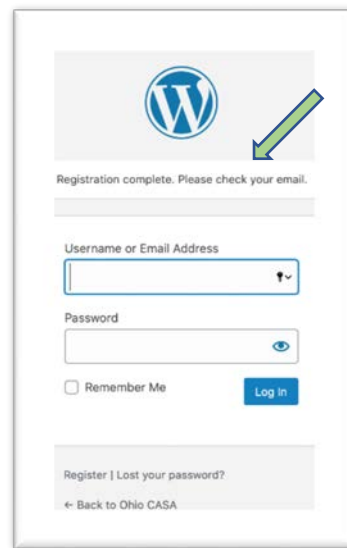 Registration complete. Please check your email.
Username or Email Address
Password
Remember Me
Log In
Register | Lost your password?
← Back to Ohio CASA